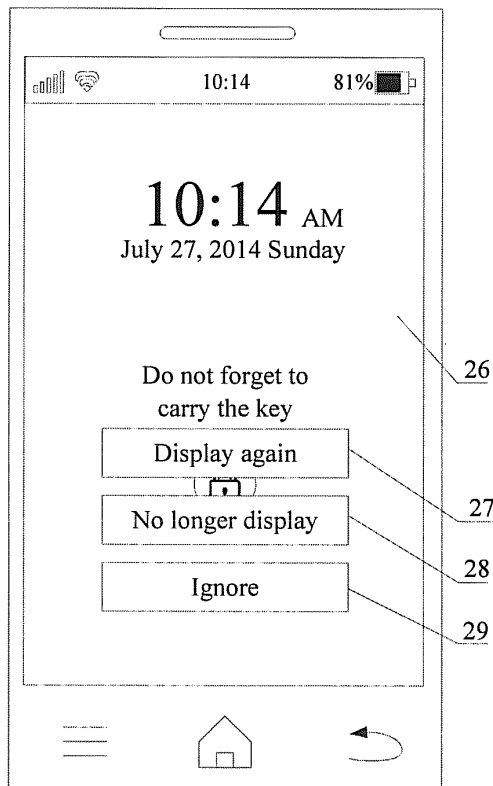 10:14 81%
10:14 AM
July 27, 2014 Sunday
26
Do not forget to
carry the key
Display again
27
No longer display
28
Ignore
29